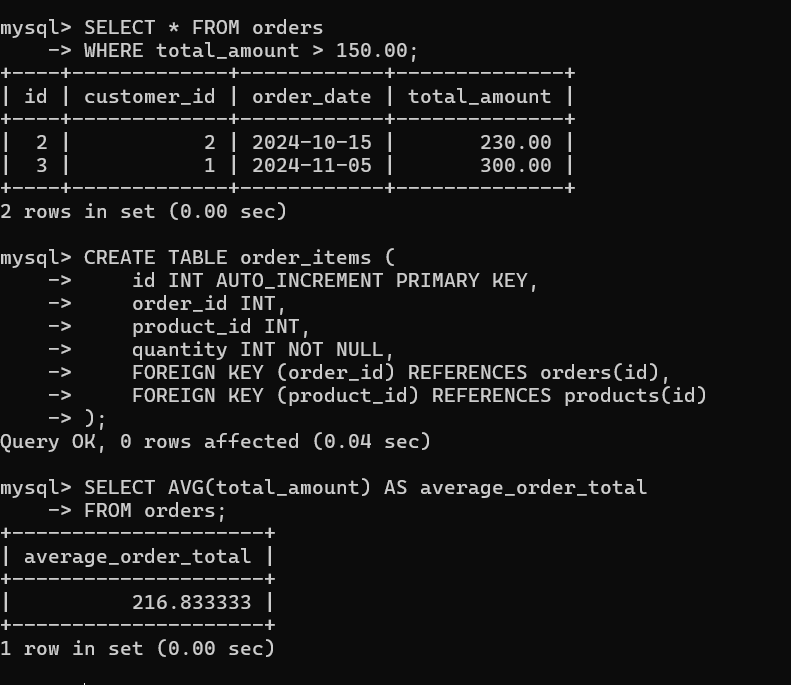 mysql> SELECT * FROM orders
    -> WHERE total_amount > 150.00;
+----+-------------+------------+--------------+
| id | customer_id | order_date | total_amount |
+----+-------------+------------+--------------+
|  2 |           2 | 2024-10-15 |       230.00 |
|  3 |           1 | 2024-11-05 |       300.00 |
+----+-------------+------------+--------------+
2 rows in set (0.00 sec)

mysql> CREATE TABLE order_items (
    ->     id INT AUTO_INCREMENT PRIMARY KEY,
    ->     order_id INT,
    ->     product_id INT,
    ->     quantity INT NOT NULL,
    ->     FOREIGN KEY (order_id) REFERENCES orders(id),
    ->     FOREIGN KEY (product_id) REFERENCES products(id)
    -> );
Query OK, 0 rows affected (0.04 sec)

mysql> SELECT AVG(total_amount) AS average_order_total
    -> FROM orders;
+---------------------+
| average_order_total |
+---------------------+
|          216.833333 |
+---------------------+
1 row in set (0.00 sec)